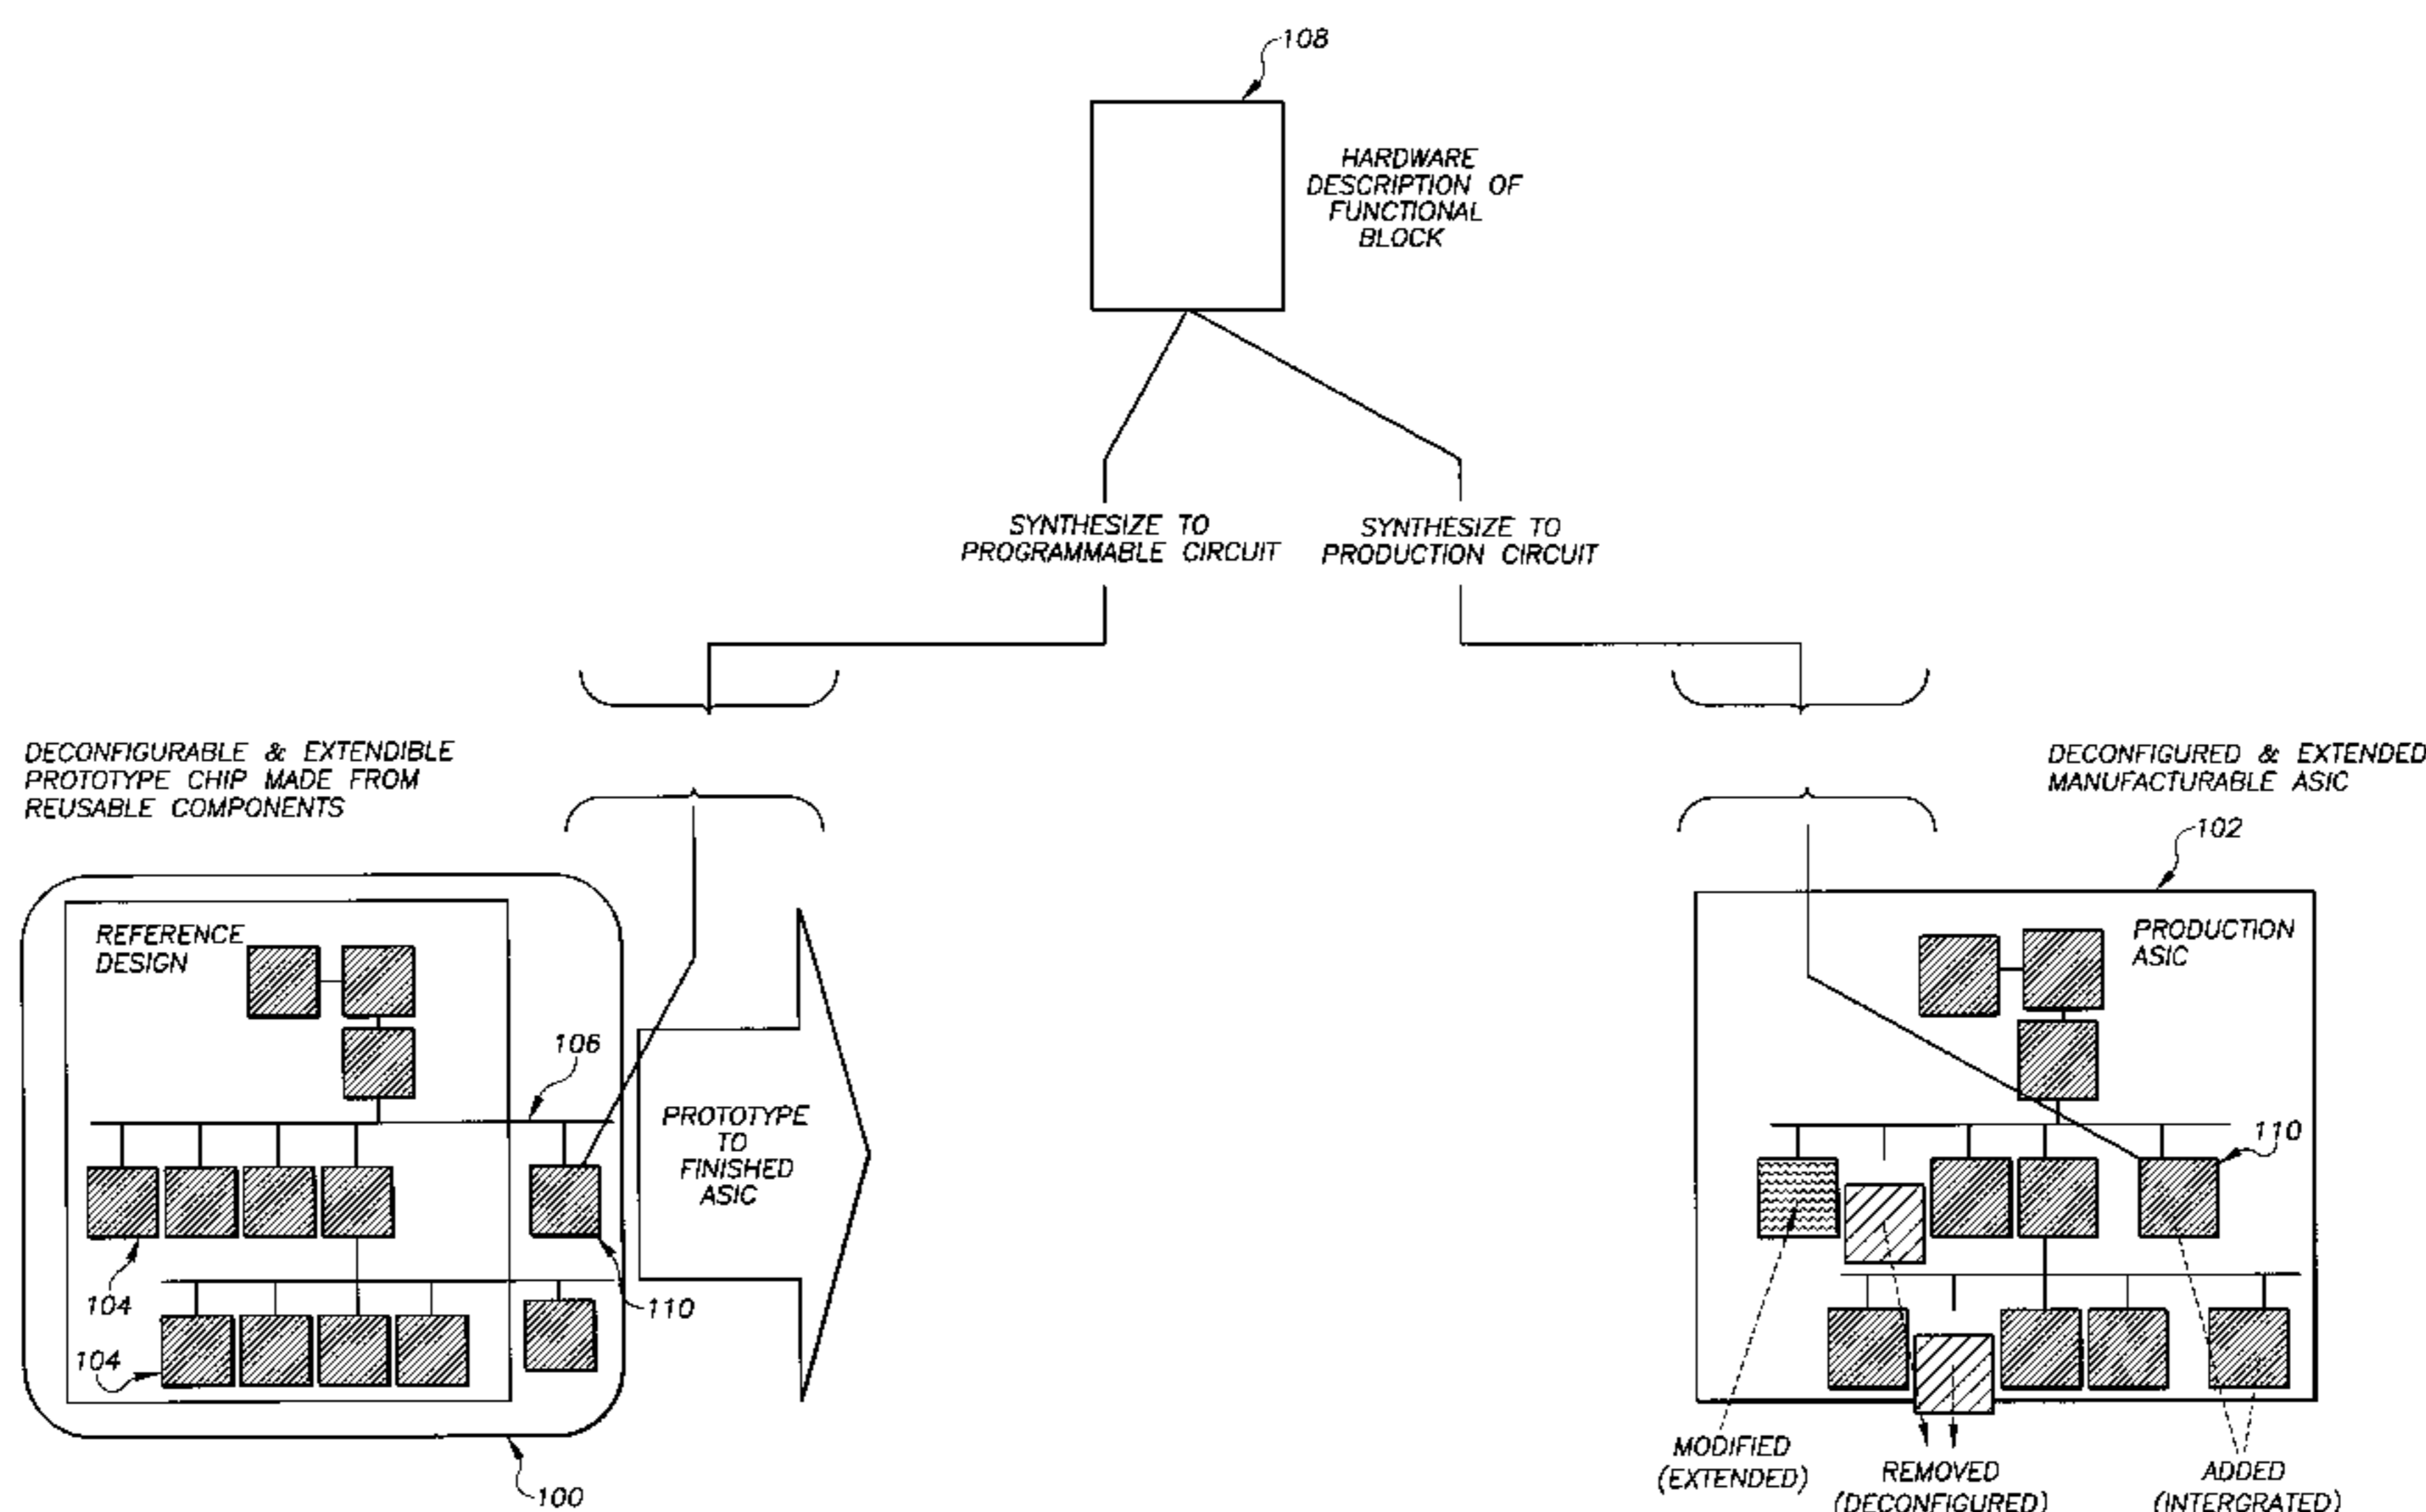 108
HARDWARE
DESCRIPTION OF
FUNCTIONAL
BLOCK
SYNTHESIZE TO
PROGRAMMABLE CIRCUIT
SYNTHESIZE TO
PRODUCTION CIRCUIT
DECONFIGURABLE & EXTENDIBLE
PROTOTYPE CHIP MADE FROM
REUSABLE COMPONENTS
DECONFIGURED & EXTENDED
MANUFACTURABLE ASIC
102
REFERENCE
DESIGN
PRODUCTION
ASIC
106
PROTOTYPE
TO
FINISHED
ASIC
110
104
110
104
100
MODIFIED
(EXTENDED)
REMOVED
(DECONFIGURED)
ADDED
(INTERGRATED)